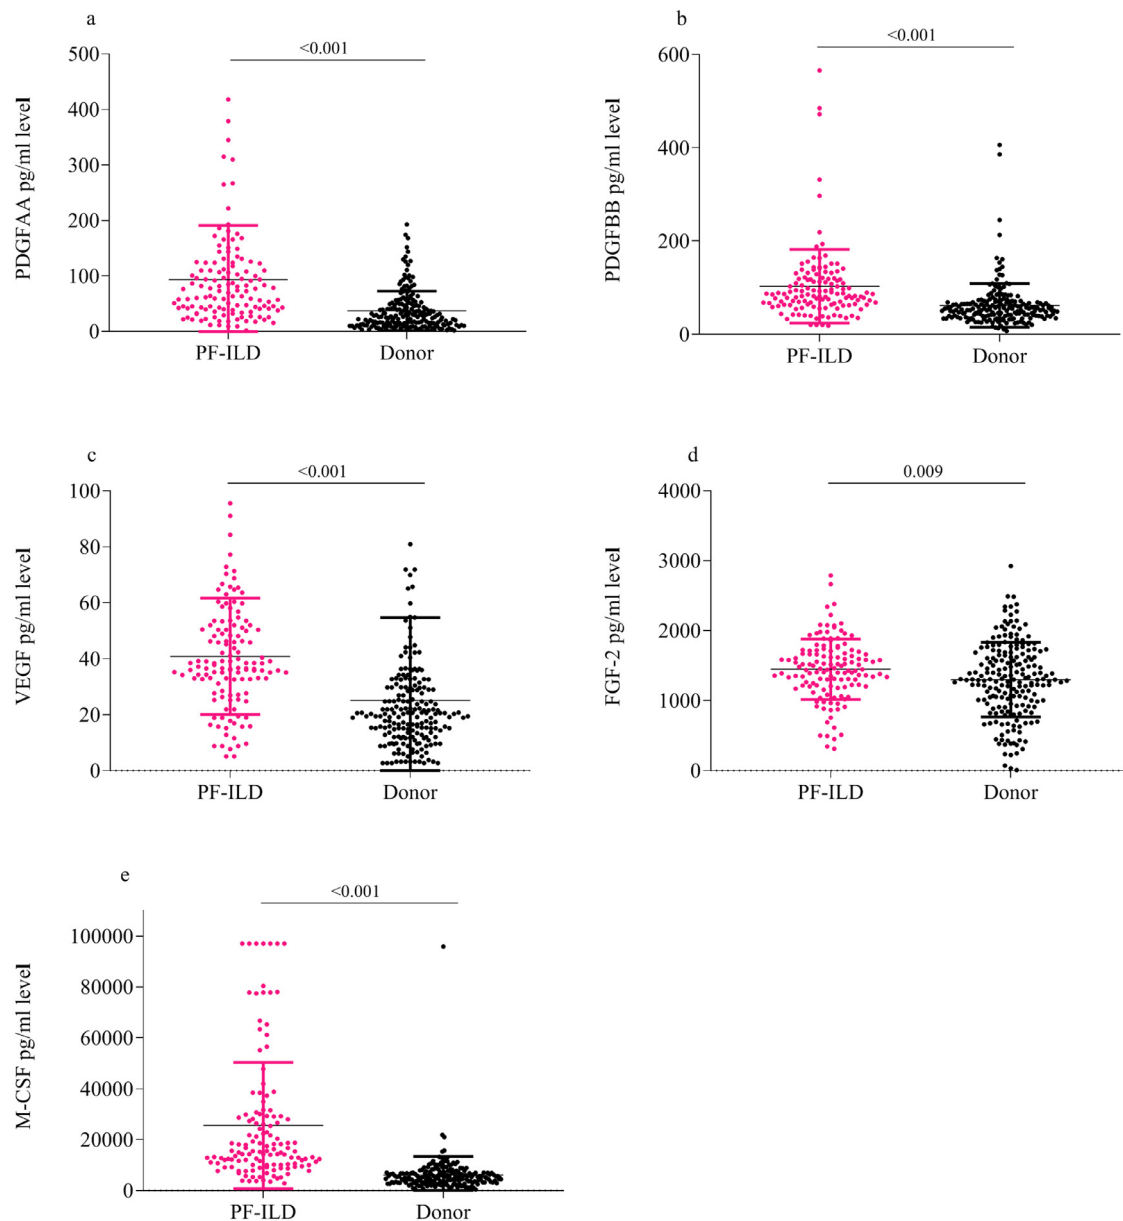 a
<0.001
PDGFAA pg/ml level
500
400
300
200
100
0
PF-ILD
Donor
b
<0.001
PDGFBB pg/ml level
600
400
200
0
PF-ILD
Donor
c
<0.001
VEGF pg/ml level
100
80
60
40
20
0
PF-ILD
Donor
d
0.009
FGF-2 pg/ml level
4000
3000
2000
1000
0
PF-ILD
Donor
e
<0.001
M-CSF pg/ml level
100000
80000
60000
40000
20000
0
PF-ILD
Donor